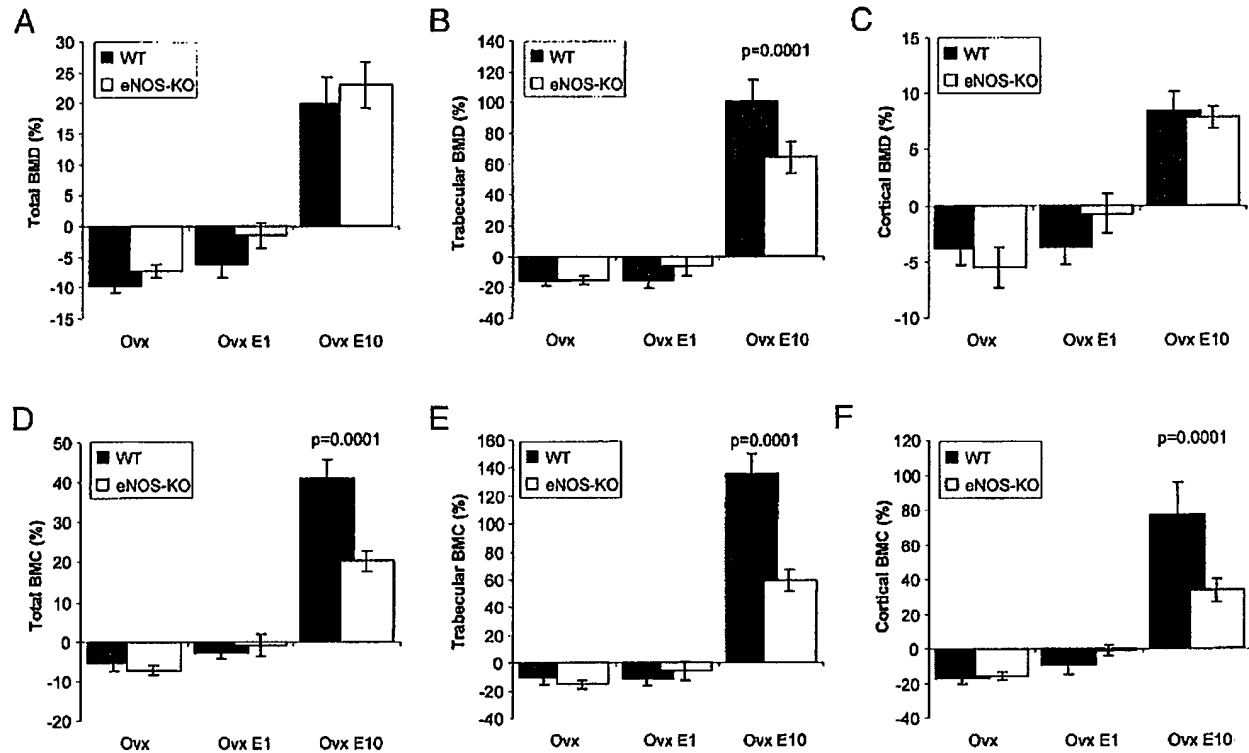 A
Total BMD (%)
30
25
20
15
10
5
0
-5
-10
-15
WT
eNOS-KO
Ovx
Ovx E1
Ovx E10
B
Trabecular BMD (%)
140
120
100
80
60
40
20
0
-20
-40
WT
eNOS-KO
p=0.0001
Ovx
Ovx E1
Ovx E10
C
Cortical BMD (%)
15
10
5
0
-5
-10
WT
eNOS-KO
Ovx
Ovx E1
Ovx E10
D
Total BMC (%)
50
40
30
20
10
0
-10
-20
WT
eNOS-KO
p=0.0001
Ovx
Ovx E1
Ovx E10
E
Trabecular BMC (%)
160
140
120
100
80
60
40
20
0
-20
-40
WT
eNOS-KO
p=0.0001
Ovx
Ovx E1
Ovx E10
F
Cortical BMC (%)
120
100
80
60
40
20
0
-20
-40
WT
eNOS-KO
p=0.0001
Ovx
Ovx E1
Ovx E10